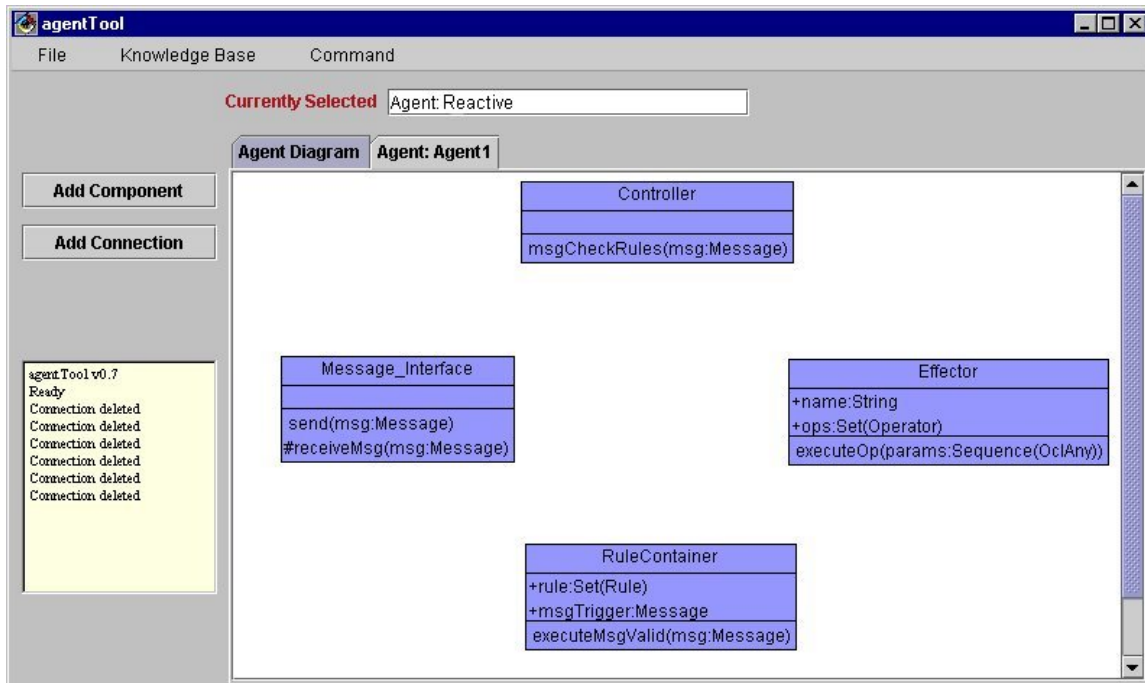 agentTool
File Knowledge Base Command
Currently Selected Agent: Reactive
Agent Diagram Agent: Agent1
Add Component
Add Connection
agentTool v0.7
Ready
Connection deleted
Connection deleted
Connection deleted
Connection deleted
Connection deleted
Connection deleted
Controller
msgCheckRules(msg:Message)
Message_Interface
send(msg:Message)
#receiveMsg(msg:Message)
Effector
+name:String
+ops:Set(Operator)
executeOp(params:Sequence(OclAny))
RuleContainer
+rule:Set(Rule)
+msgTrigger:Message
executeMsgValid(msg:Message)